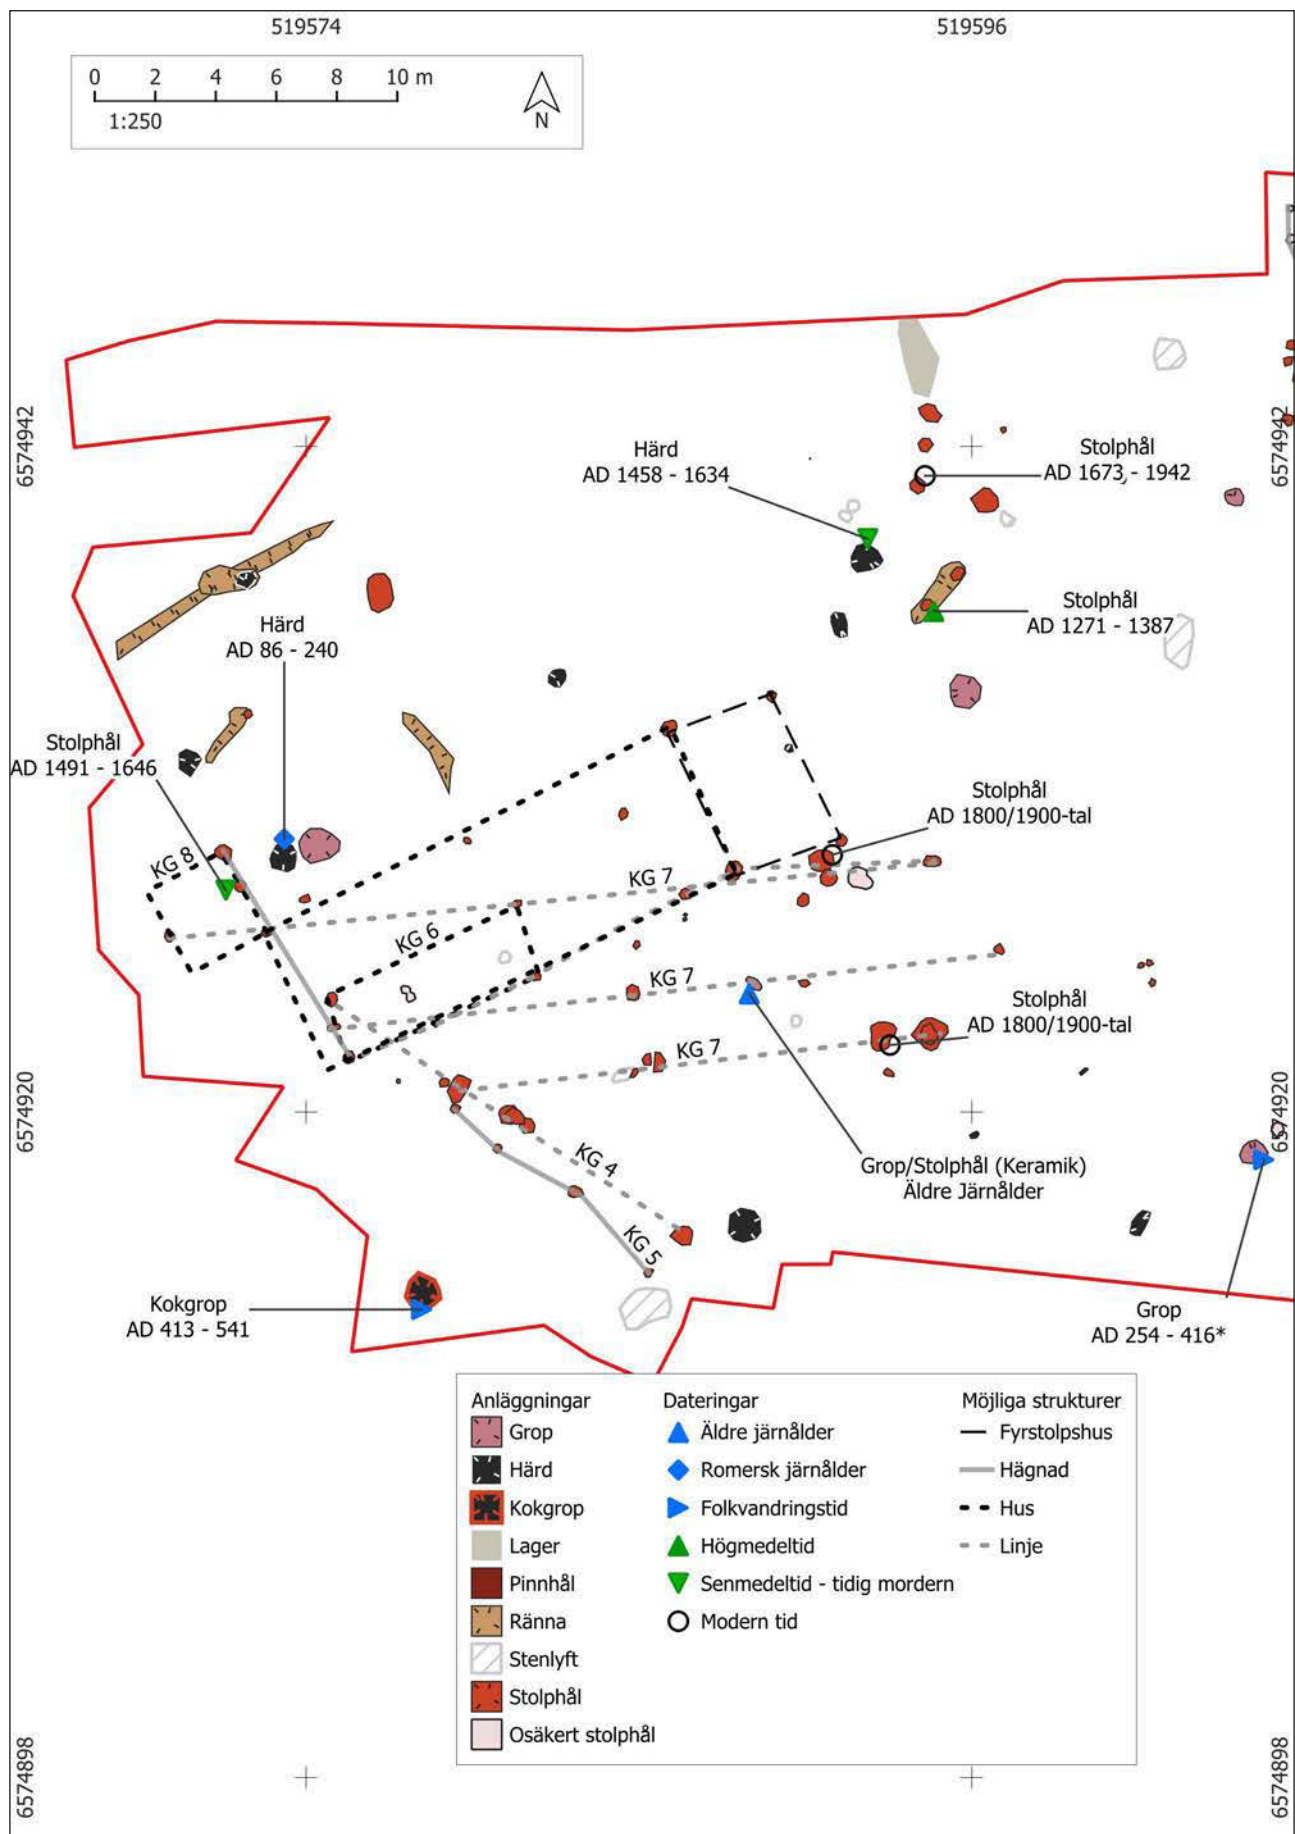 519574
519596
0 2 4 6 8 10 m
1:250
N
6574942
6574942
Härd
AD 1458 - 1634
Stolphål
AD 1673 - 1942
Stolphål
AD 1271 - 1387
Härd
AD 86 - 240
Stolphål
AD 1491 - 1646
Stolphål
AD 1800/1900-tal
KG 8
KG 7
KG 6
KG 7
Stolphål
AD 1800/1900-tal
KG 7
6574920
6574920
KG 4
Grop/Stolphål (Keramik)
Äldre Järnålder
KG 5
Kokgrop
AD 413 - 541
Grop
AD 254 - 416*
Anläggningar
Grop
Härd
Kokgrop
Lager
Pinnhål
Ränna
Stenlyft
Stolphål
Osäkert stolphål
Dateringar
Äldre järnålder
Romersk järnålder
Folkvandringstid
Högmedeltid
Senmedeltid - tidig mordern
Modern tid
Möjliga strukturer
Fyrstolpshus
Hägnad
Hus
Linje
6574898
6574898